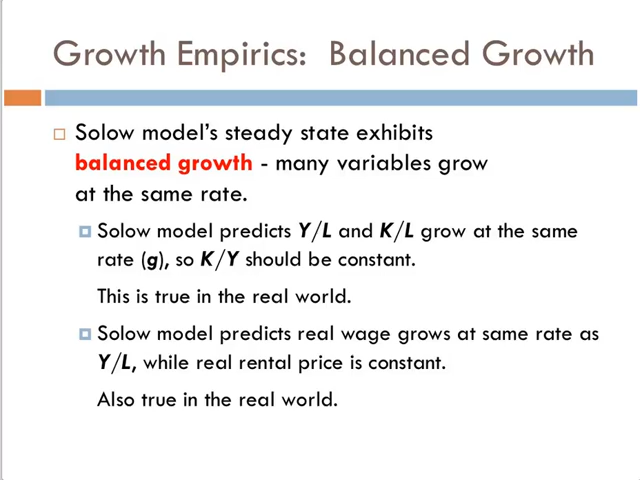 Growth Empirics: Balanced Growth
Solow model's steady state exhibits
balanced growth - many variables grow
at the same rate.
Solow model predicts Y/L and K/L grow at the same
rate (g), so K/Y should be constant.
This is true in the real world.
Solow model predicts real wage grows at same rate as
Y/L, while real rental price is constant.
Also true in the real world.